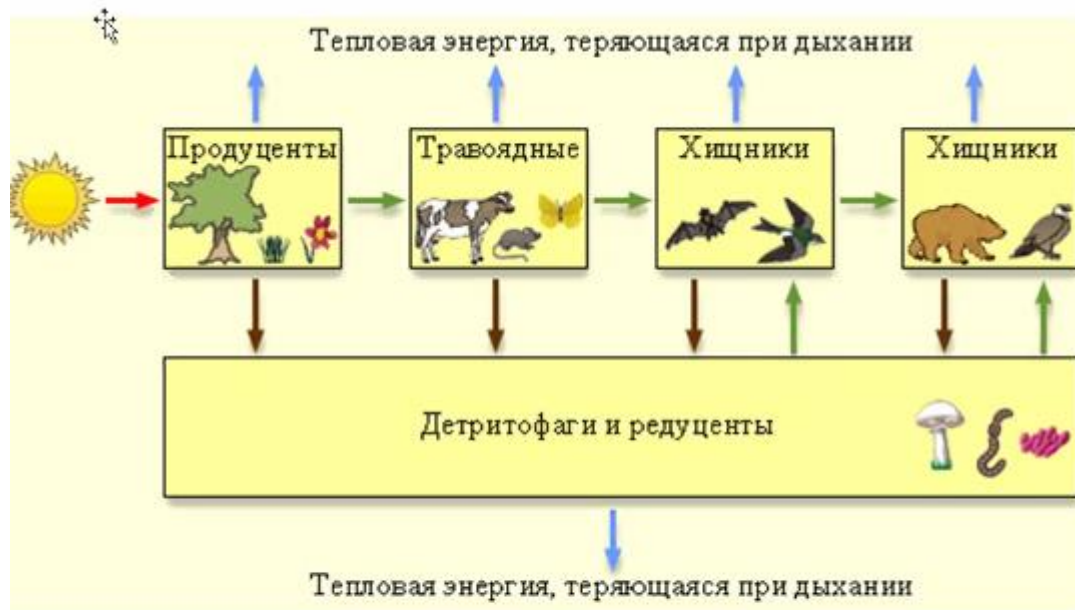 Тепловая энергия, теряющаяся при дыхании
Продуценты
Травоядные
Хищники
Хищники
Детритофаги и редуценты
Тепловая энергия, теряющаяся при дыхании